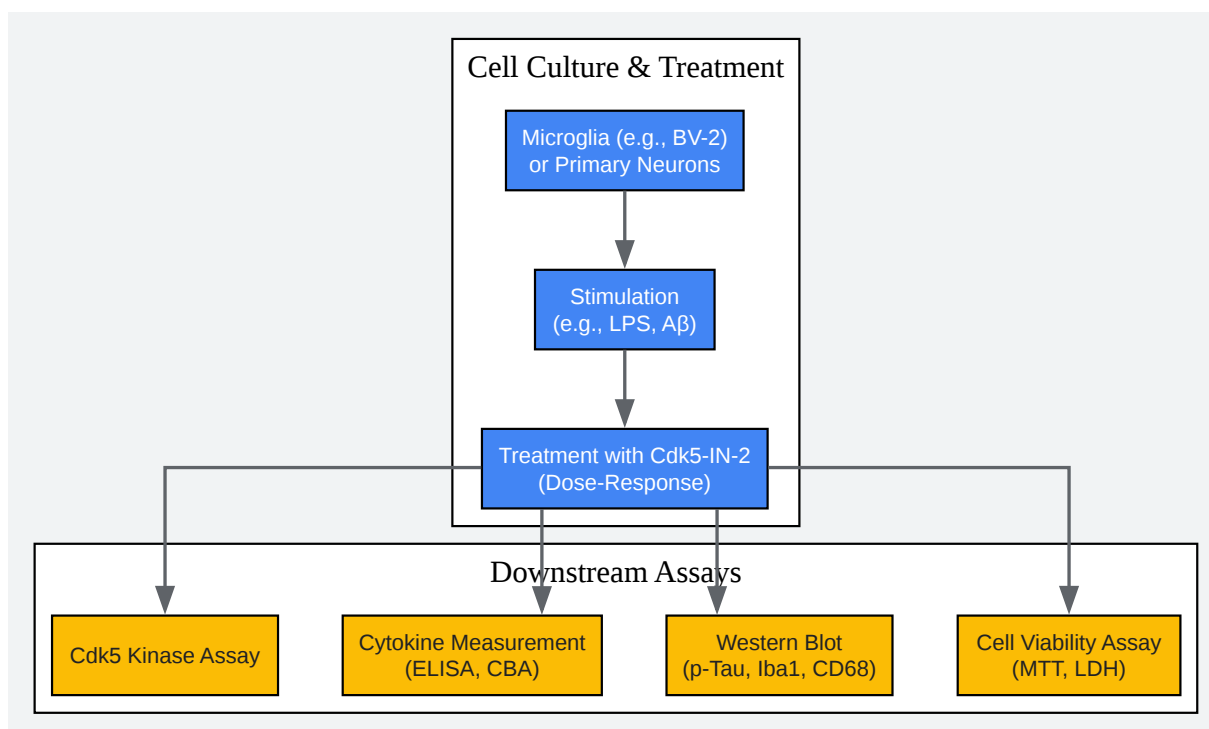 Cell Culture & Treatment
Microglia (e.g., BV-2)
or Primary Neurons
Stimulation
(e.g., LPS, Aβ)
Treatment with Cdk5-IN-2
(Dose-Response)
Downstream Assays
Cdk5 Kinase Assay
Cytokine Measurement
(ELISA, CBA)
Western Blot
(p-Tau, Iba1, CD68)
Cell Viability Assay
(MTT, LDH)